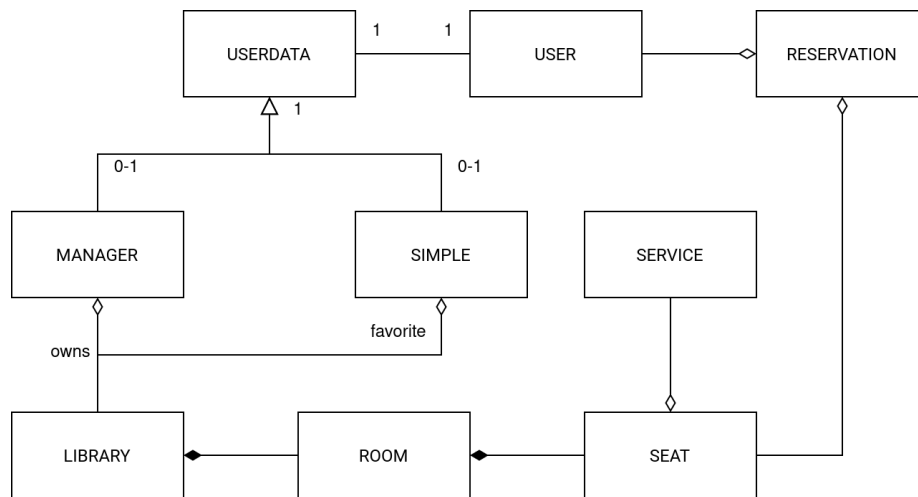 1
1
USERDATA
USER
RESERVATION
1
0-1
0-1
MANAGER
SIMPLE
SERVICE
favorite
owns
LIBRARY
ROOM
SEAT